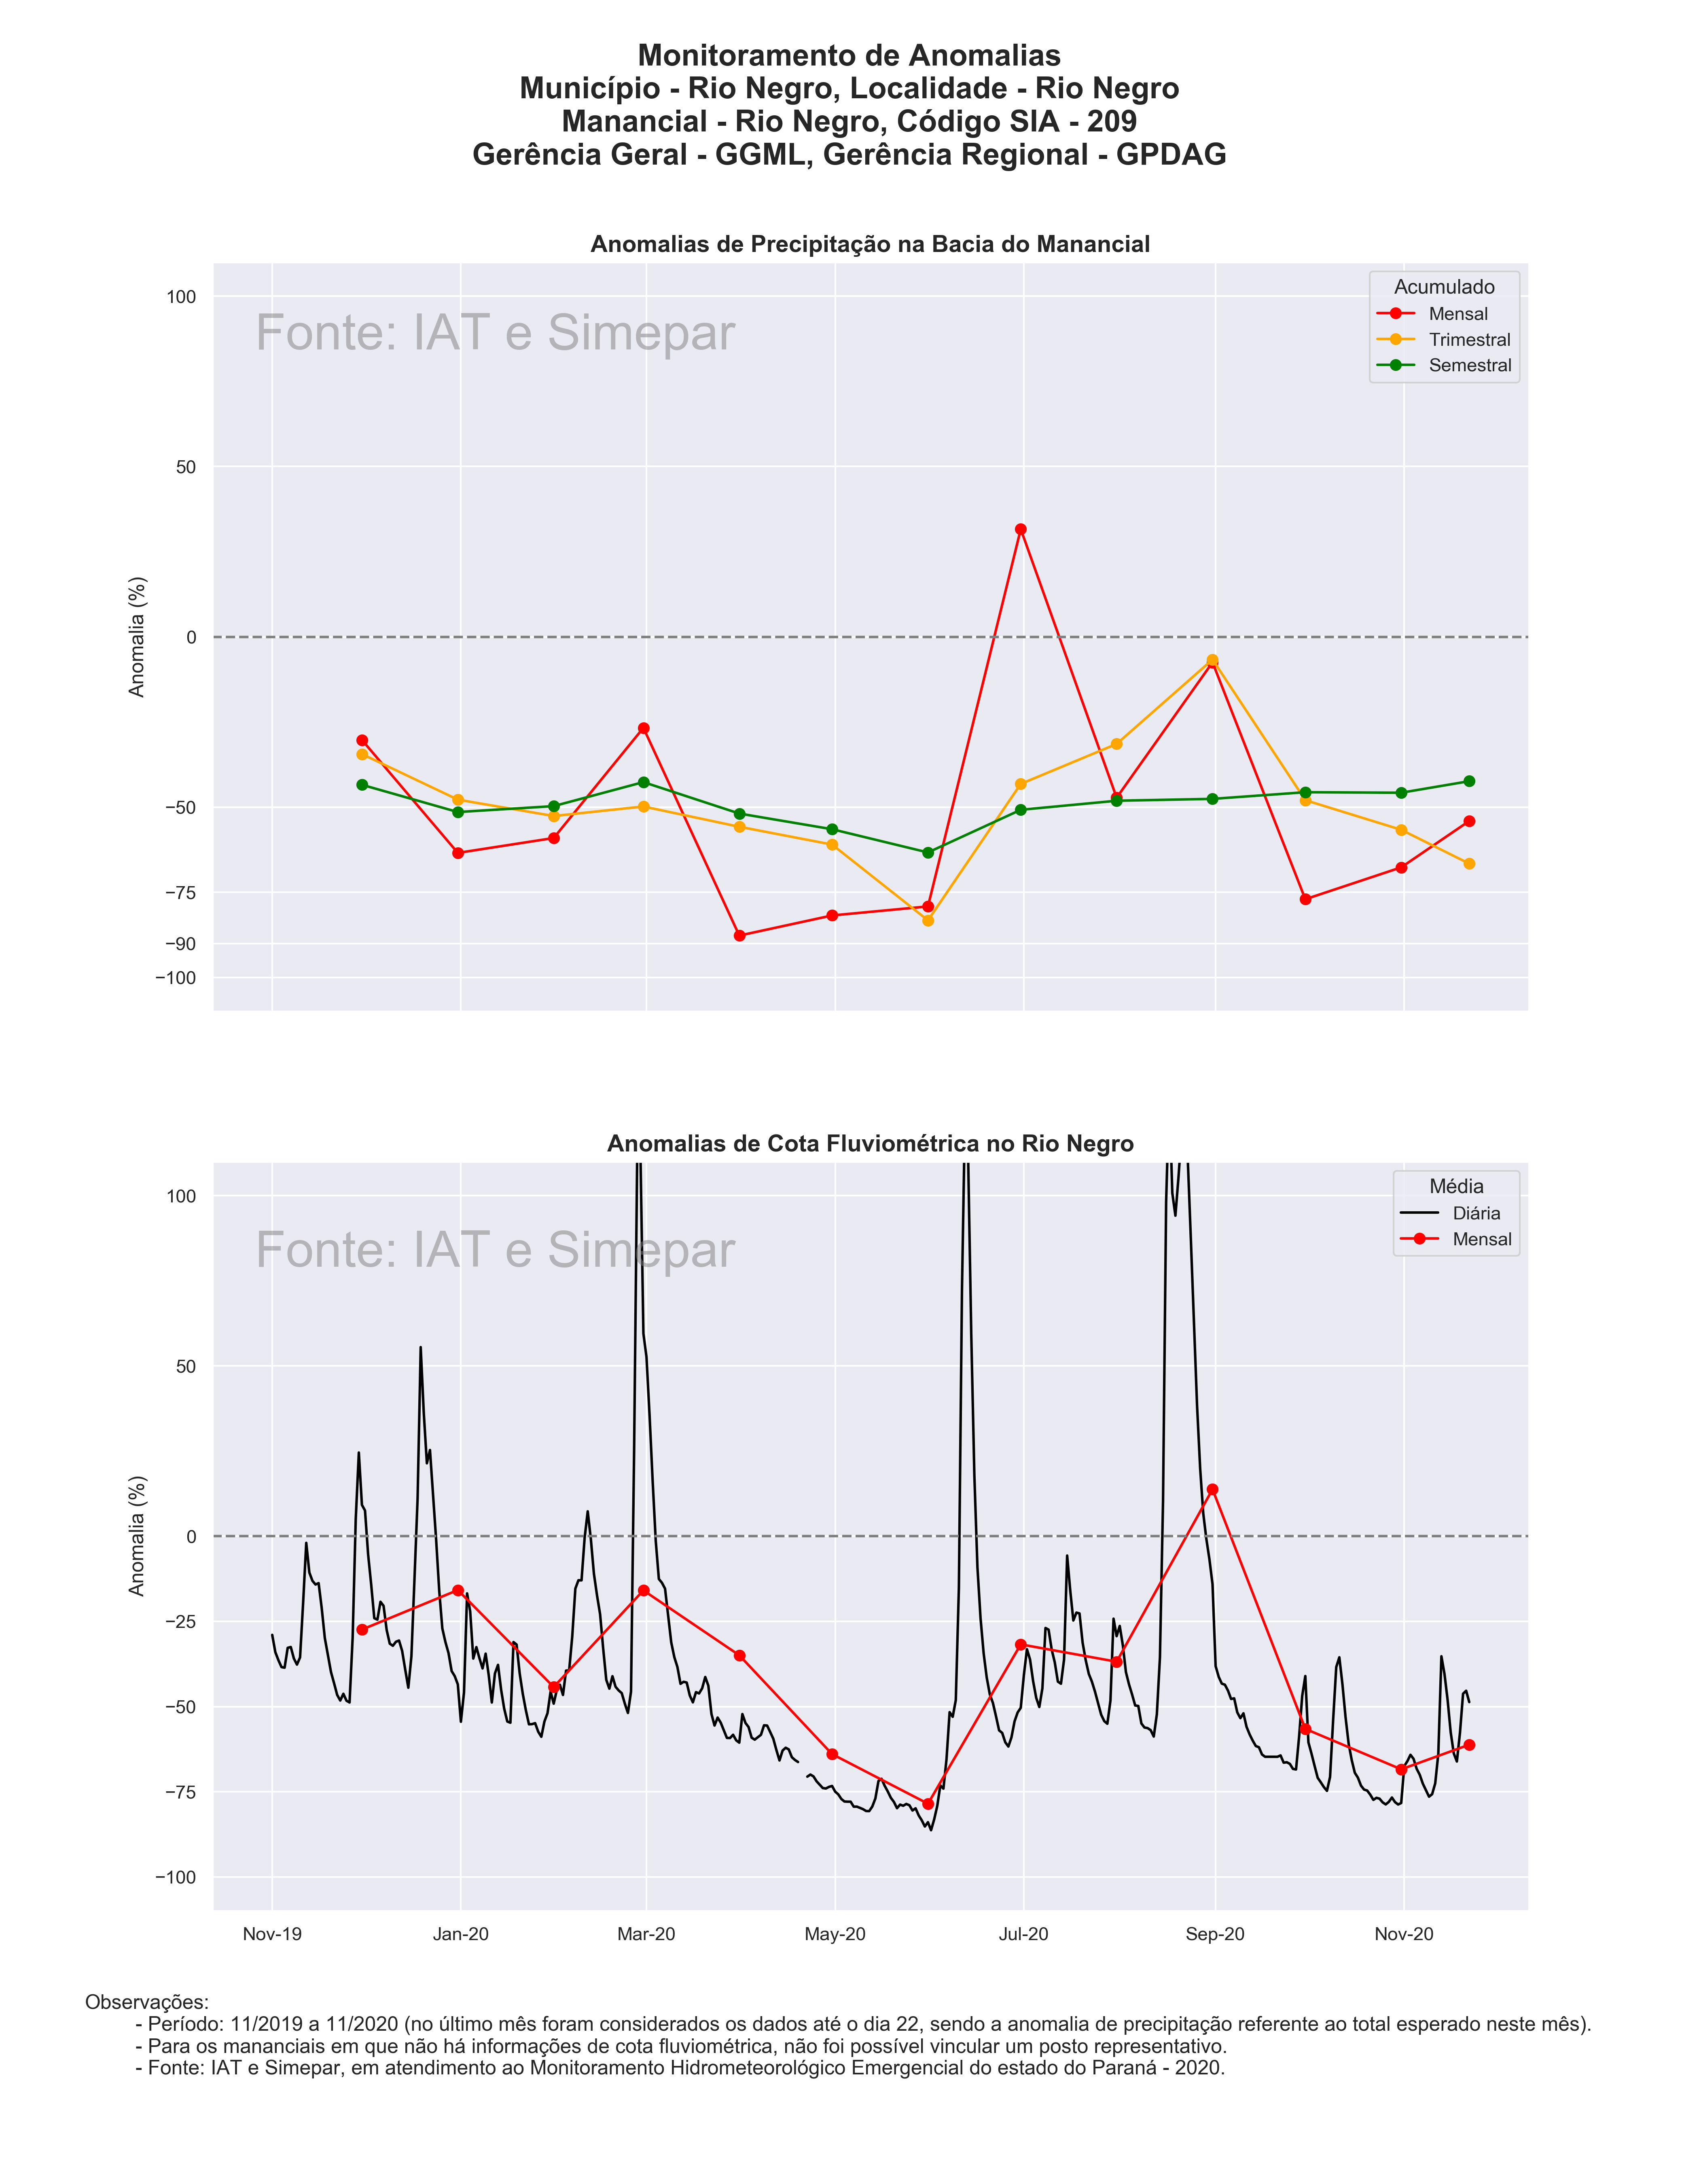 Monitoramento de Anomalias
Município - Rio Negro, Localidade - Rio Negro
Manancial - Rio Negro, Código SIA - 209
Gerência Geral - GGML, Gerência Regional - GPDAG
Anomalias de Precipitação na Bacia do Manancial
Fonte: IAT e Simepar
Acumulado
Mensal
Trimestral
Semestral
Anomalia (%)
100
50
0
−50
−75
−90
−100
Anomalias de Cota Fluviométrica no Rio Negro
Fonte: IAT e Simepar
Média
Diária
Mensal
Anomalia (%)
100
50
0
−25
−50
−75
−100
Nov-19 Jan-20 Mar-20 May-20 Jul-20 Sep-20 Nov-20
Observações:
- Período: 11/2019 a 11/2020 (no último mês foram considerados os dados até o dia 22, sendo a anomalia de precipitação referente ao total esperado neste mês).
- Para os mananciais em que não há informações de cota fluviométrica, não foi possível vincular um posto representativo.
- Fonte: IAT e Simepar, em atendimento ao Monitoramento Hidrometeorológico Emergencial do estado do Paraná - 2020.